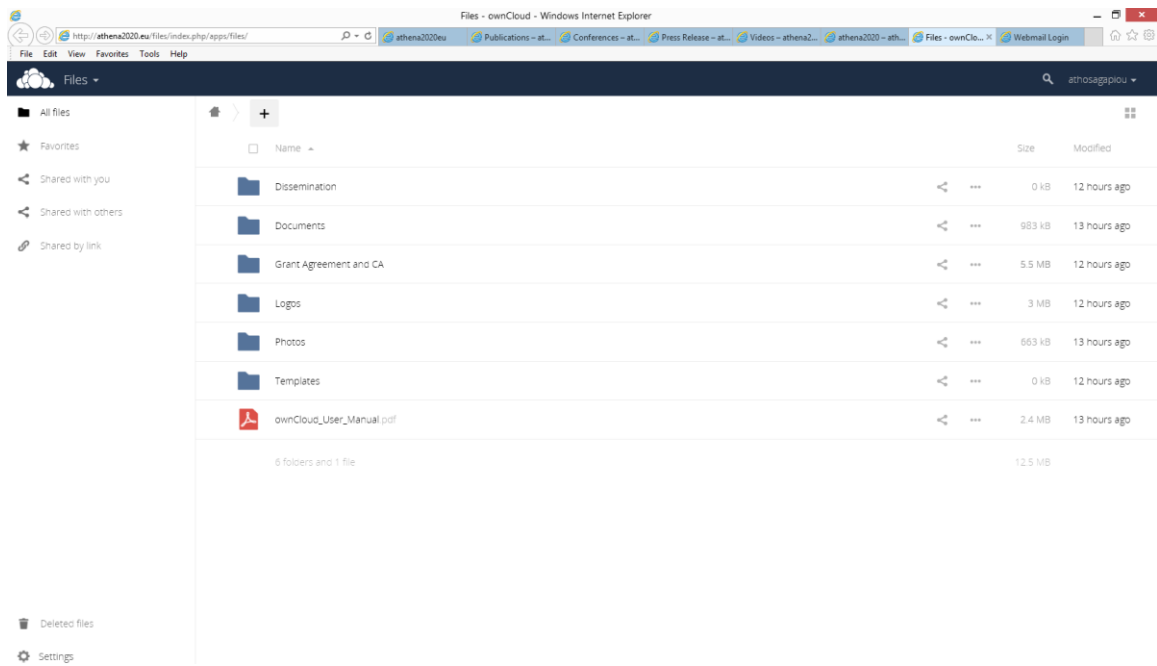 Files - ownCloud - Windows Internet Explorer
http://athena2020.eu/files/index.php/apps/files/
athena2020eu
Publications – at...
Conferences – at...
Press Release – at...
Videos – athena2...
athena2020 – ath...
Files - ownClo...
Webmail Login
File Edit View Favorites Tools Help
Files
athosagapiou
All files
Favorites
Shared with you
Shared with others
Shared by link
Name Size Modified
Dissemination 0 kB 12 hours ago
Documents 983 kB 13 hours ago
Grant Agreement and CA 5.5 MB 12 hours ago
Logos 3 MB 12 hours ago
Photos 663 kB 13 hours ago
Templates 0 kB 12 hours ago
ownCloud_User_Manual.pdf 2.4 MB 13 hours ago
6 folders and 1 file 12.5 MB
Deleted files
Settings